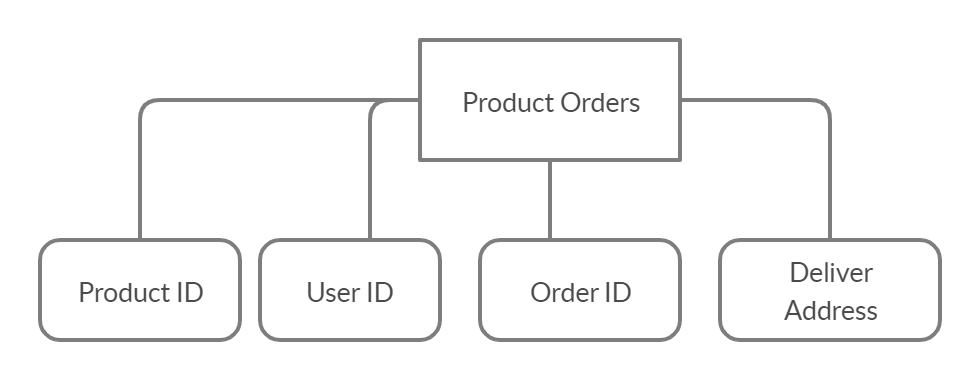 Product Orders
Product ID
User ID
Order ID
Deliver
Address